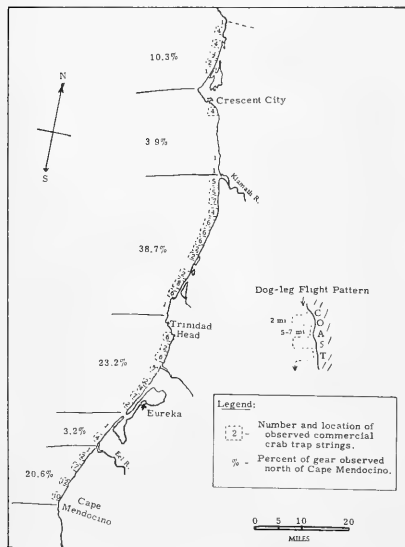 10.3%
N
Crescent City
3.9%
S
Klamath R.
38.7%
Dog-leg Flight Pattern
2 mi
5-7 mi
COAST
Trinidad
Head
23.2%
Legend:
2 - Number and location of
observed commercial
crab trap strings.
% - Percent of gear observed
north of Cape Mendocino.
Eureka
3.2%
Eel R.
20.6%
Cape
Mendocino
0 5 10 20
MILES